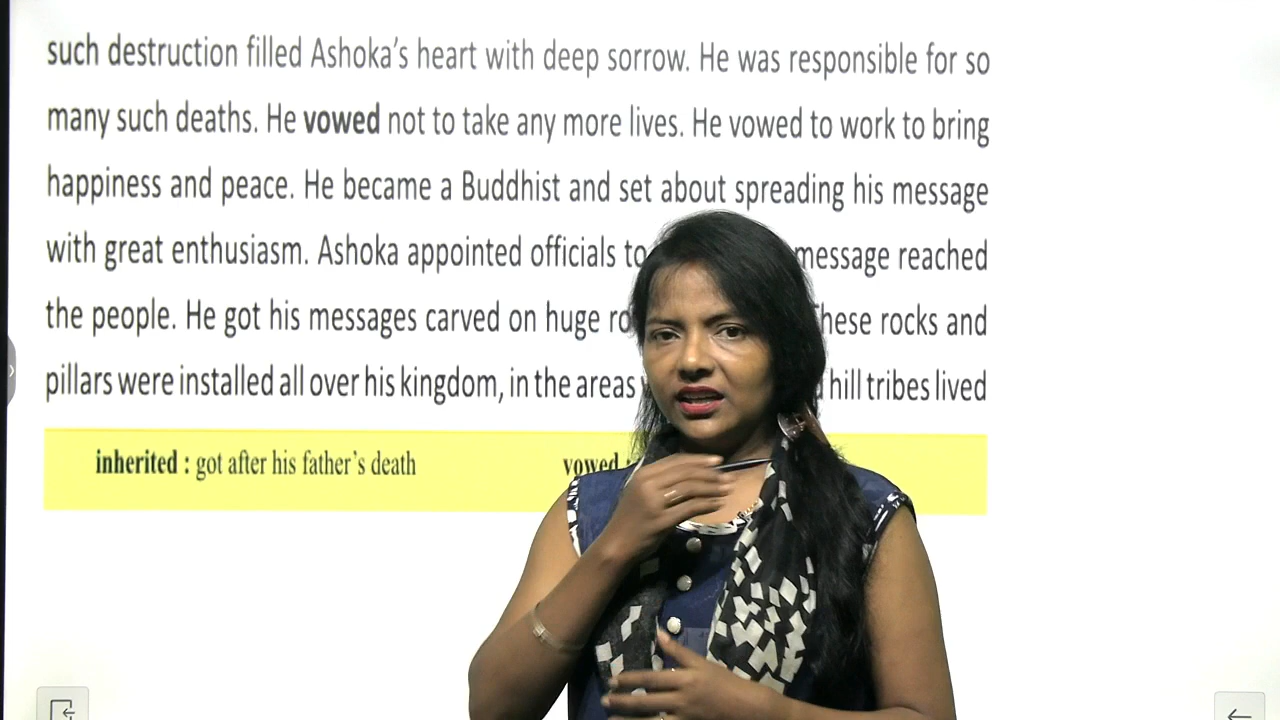 such destruction filled Ashoka's heart with deep sorrow. He was responsible for so
many such deaths. He vowed not to take any more lives. He vowed to work to bring
happiness and peace. He became a Buddhist and set about spreading his message
with great enthusiasm. Ashoka appointed officials to message reached
the people. He got his messages carved on huge These rocks and
pillars were installed all over his kingdom, in the areas hill tribes lived
inherited : got after his father's death vowed :